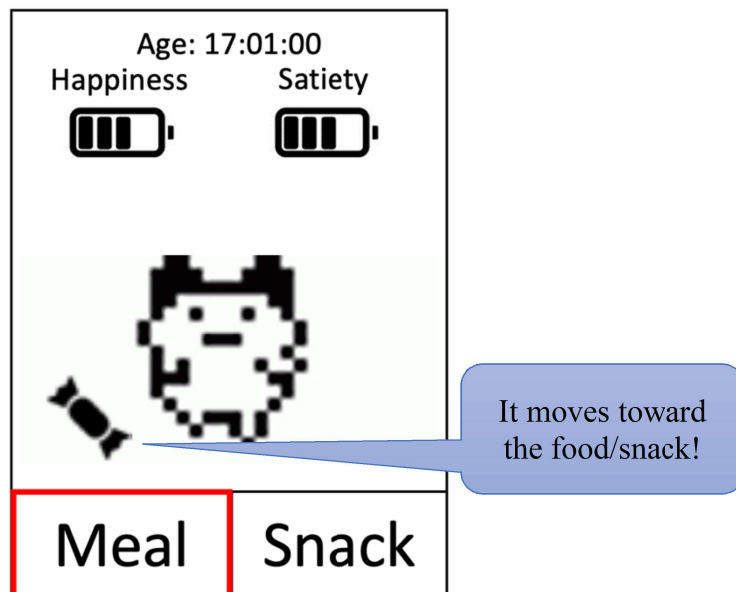 Age: 17:01:00
Happiness Satiety
It moves toward
the food/snack!
Meal Snack